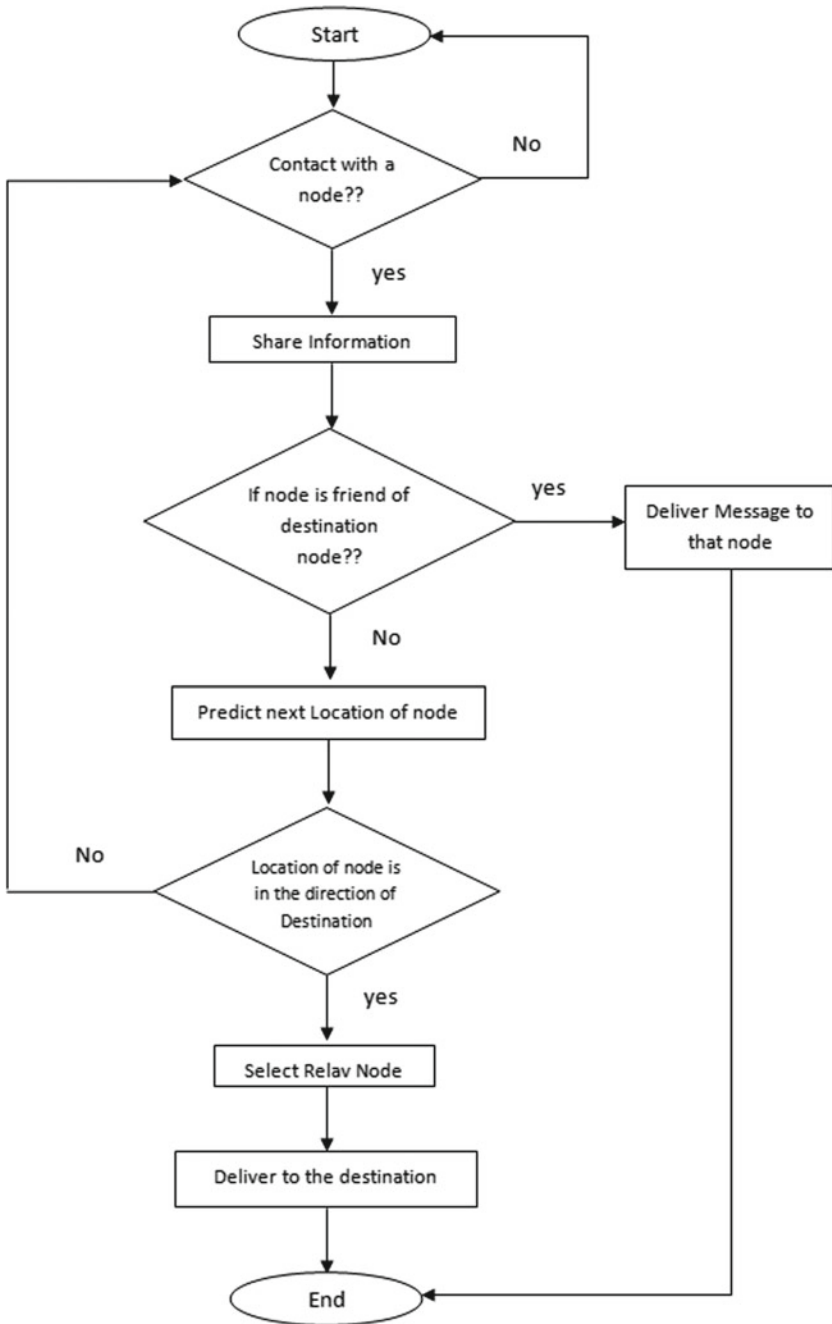 Start
No
Contact with a
node??
yes
Share Information
If node is friend of
destination
node??
yes
Deliver Message to
that node
No
Predict next Location of node
No
Location of node is
in the direction of
Destination
yes
Select Relav Node
Deliver to the destination
End